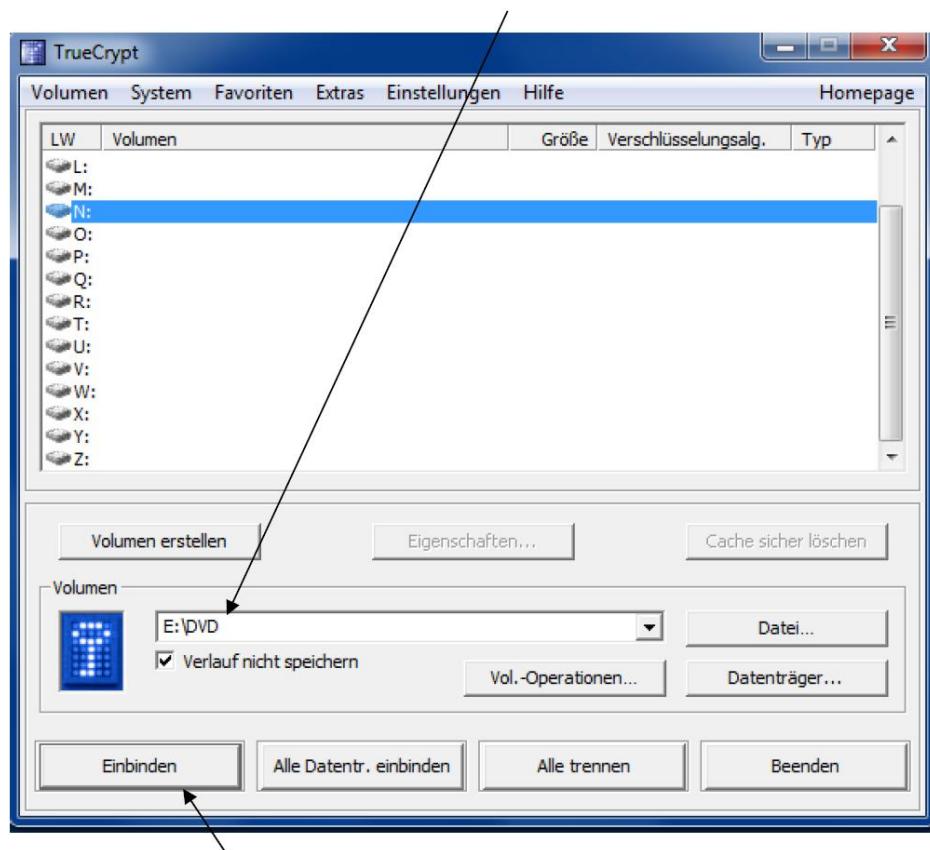 TrueCrypt
Volumen System Favoriten Extras Einstellungen Hilfe Homepage
LW Volumen Größe Verschlüsselungsalg. Typ
L:
M:
N:
O:
P:
Q:
R:
T:
U:
V:
W:
X:
Y:
Z:
Volumen erstellen Eigenschaften... Cache sicher löschen
Volumen
E:\DVD Datei...
Verlauf nicht speichern
Vol.-Operationen... Datenträger...
Einbinden Alle Datentr. einbinden Alle trennen Beenden